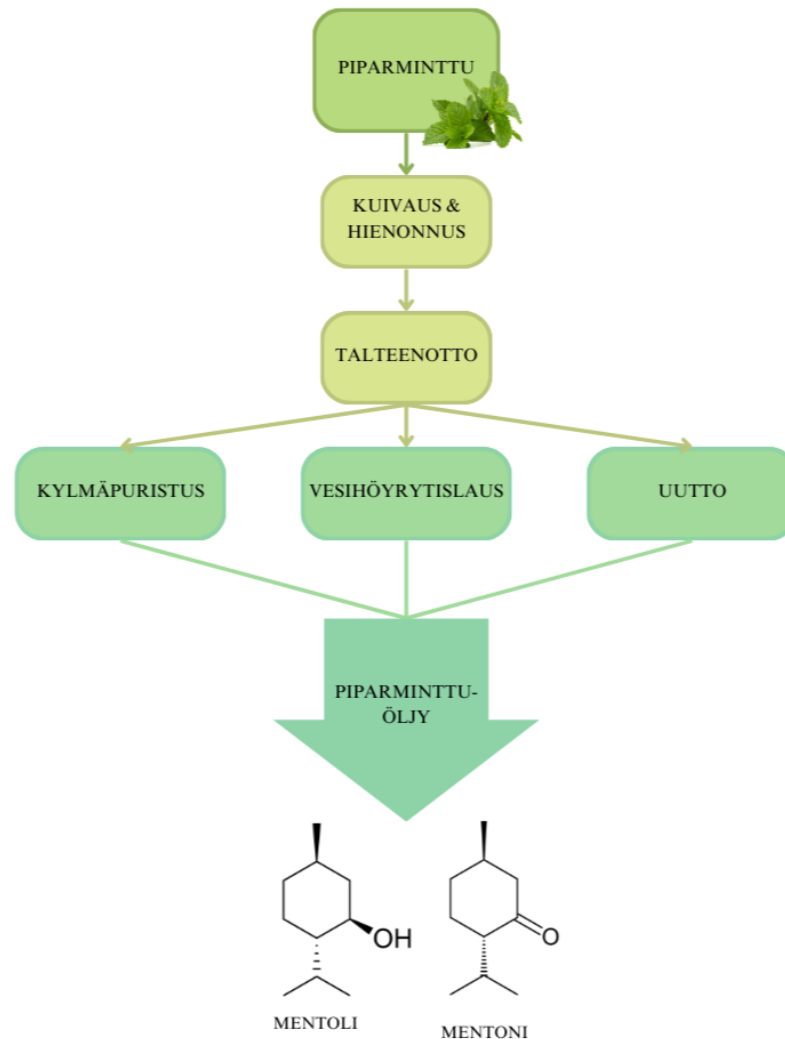 PIPARMINTTU
KUIVAUS &
HIENONNUS
TALTEENOTTO
KYLMÄPURISTUS
VESIHÖYRYTISLAUS
UUTTO
PIPARMINTTU-
ÖLJY
OH
O
MENTOLI
MENTONI